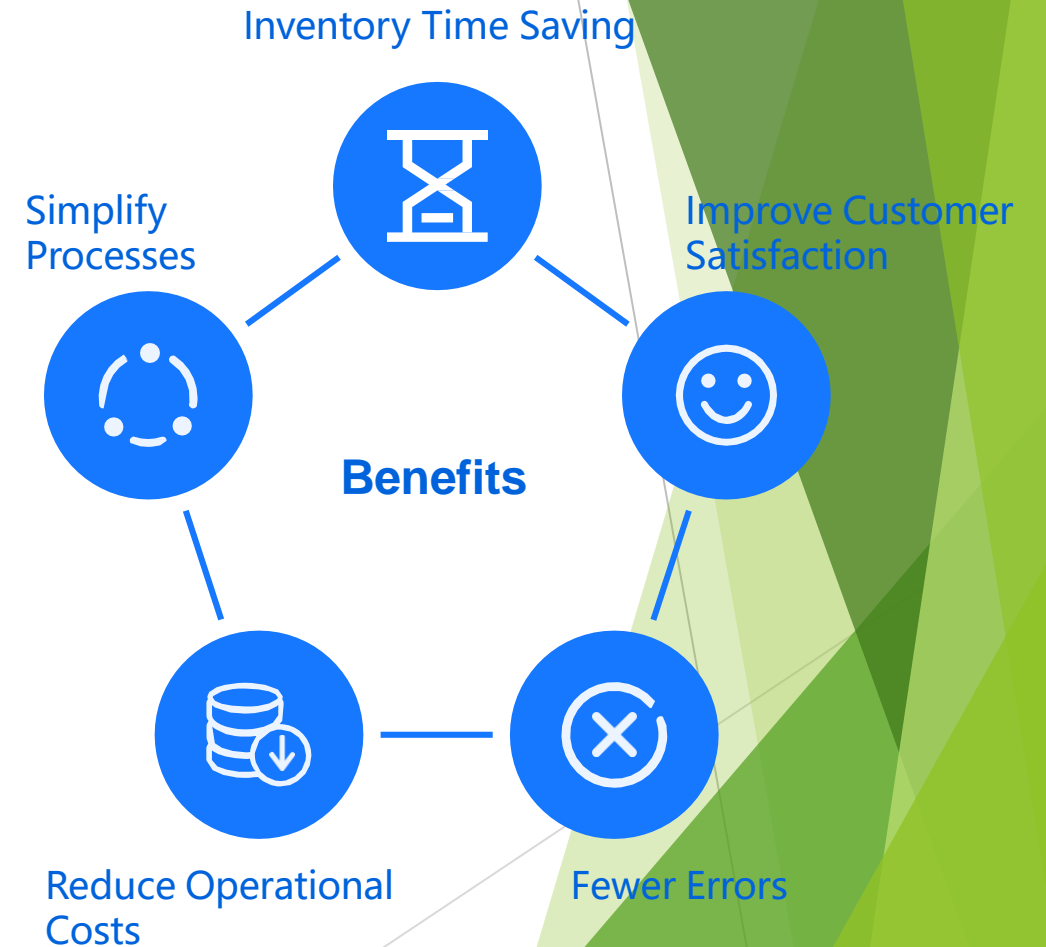 Inventory Time Saving
Simplify
Processes
Improve Customer
Satisfaction
Benefits
Reduce Operational
Costs
Fewer Errors